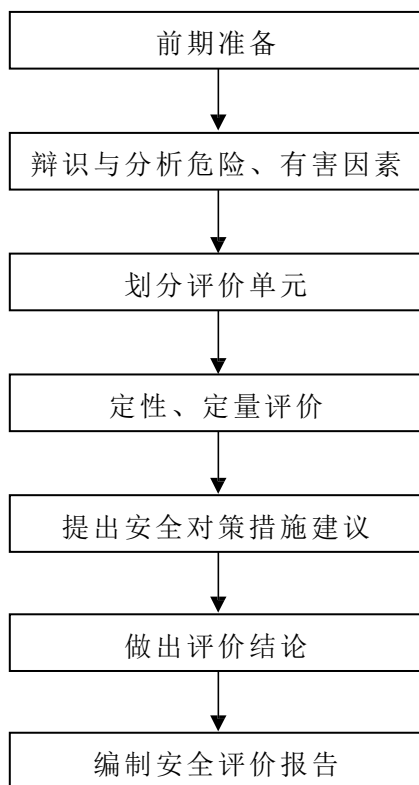 前期准备
辩识与分析危险、有害因素
划分评价单元
定性、定量评价
提出安全对策措施建议
做出评价结论
编制安全评价报告